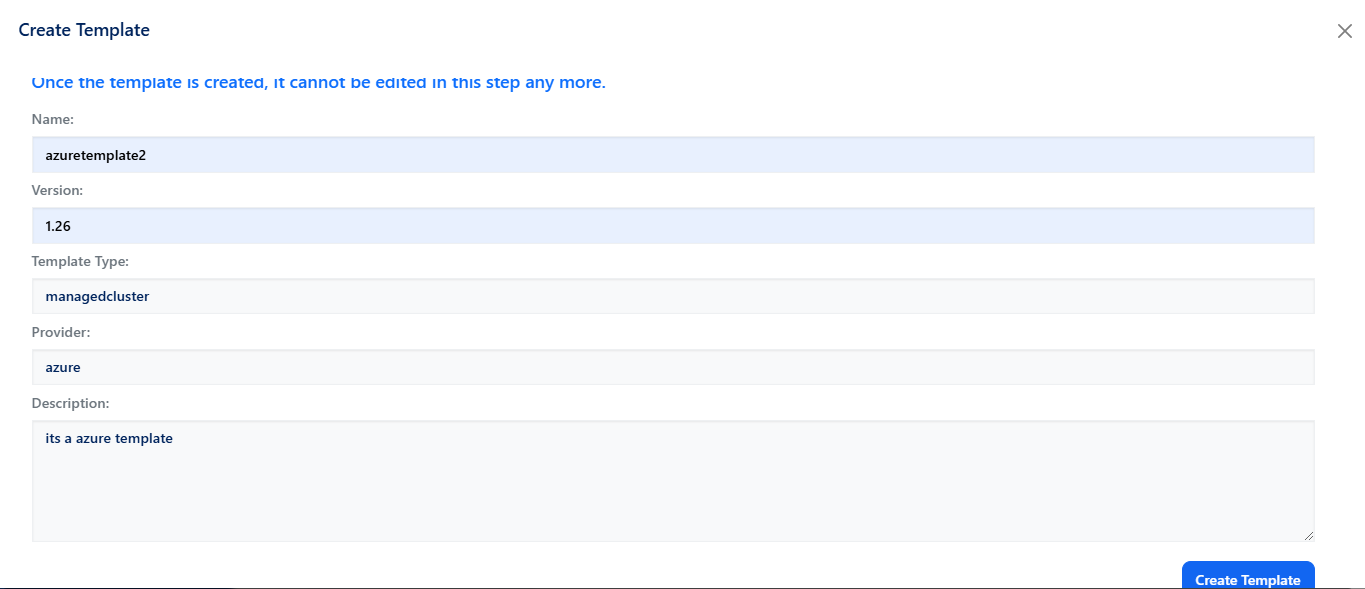 Create Template
Once the template is created, it cannot be edited in this step any more.
Name:
azuretemplate2
Version:
1.26
Template Type:
managedcluster
Provider:
azure
Description:
its a azure template
Create Template